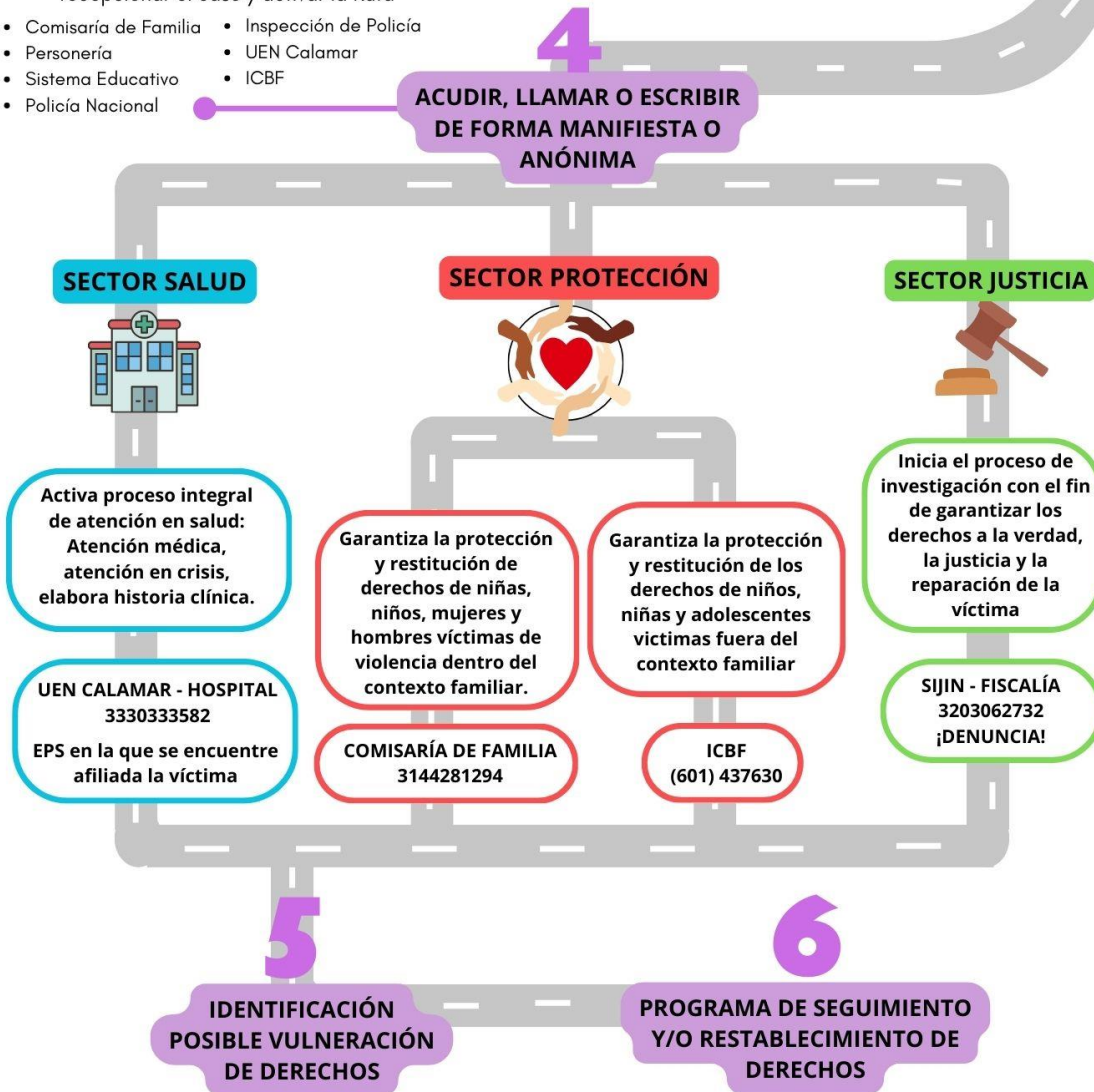 recepcionar el caso y activar la Ruta
• Comisaría de Familia
• Personería
• Sistema Educativo
• Policía Nacional
• Inspección de Policía
• UEN Calamar
• ICBF
4
ACUDIR, LLAMAR O ESCRIBIR
DE FORMA MANIFIESTA O
ANÓNIMA
SECTOR SALUD
Activa proceso integral
de atención en salud:
Atención médica,
atención en crisis,
elabora historia clínica.
UEN CALAMAR - HOSPITAL
3330333582
EPS en la que se encuentre
afiliada la víctima
SECTOR PROTECCIÓN
Garantiza la protección
y restitución de
derechos de niñas,
niños, mujeres y
hombres víctimas de
violencia dentro del
contexto familiar.
COMISARÍA DE FAMILIA
3144281294
Garantiza la protección
y restitución de los
derechos de niños,
niñas y adolescentes
victimas fuera del
contexto familiar
ICBF
(601) 437630
SECTOR JUSTICIA
Inicia el proceso de
investigación con el fin
de garantizar los
derechos a la verdad,
la justicia y la
reparación de la
víctima
SIJIN - FISCALÍA
3203062732
¡DENUNCIA!
5
IDENTIFICACIÓN
POSIBLE VULNERACIÓN
DE DERECHOS
6
PROGRAMA DE SEGUIMIENTO
Y/O RESTABLECIMIENTO DE
DERECHOS